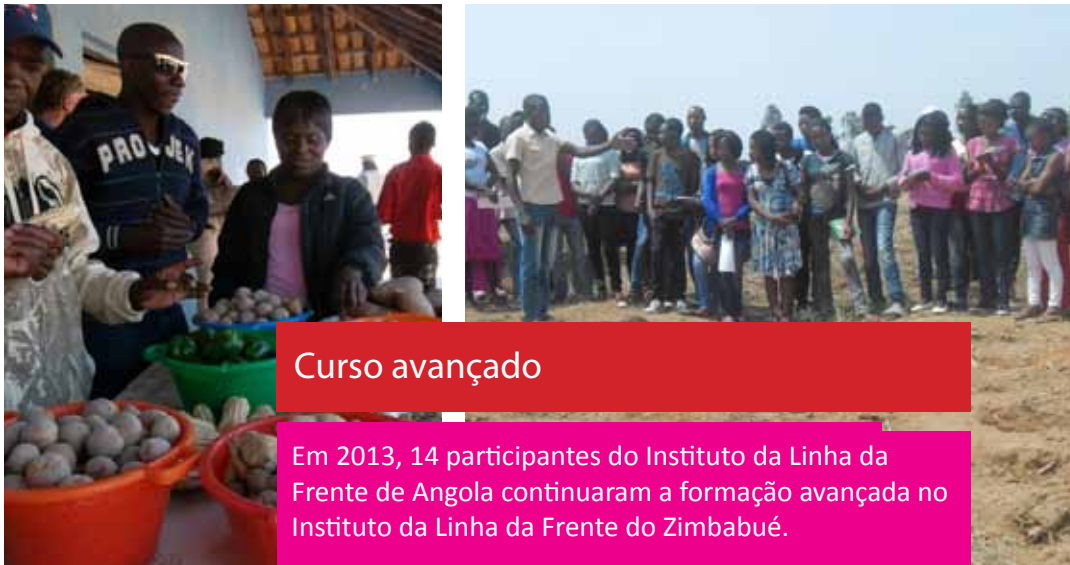 PROJEK
Curso avançado
Em 2013, 14 participantes do Instituto da Linha da
Frente de Angola continuaram a formação avançada no
Instituto da Linha da Frente do Zimbabué.